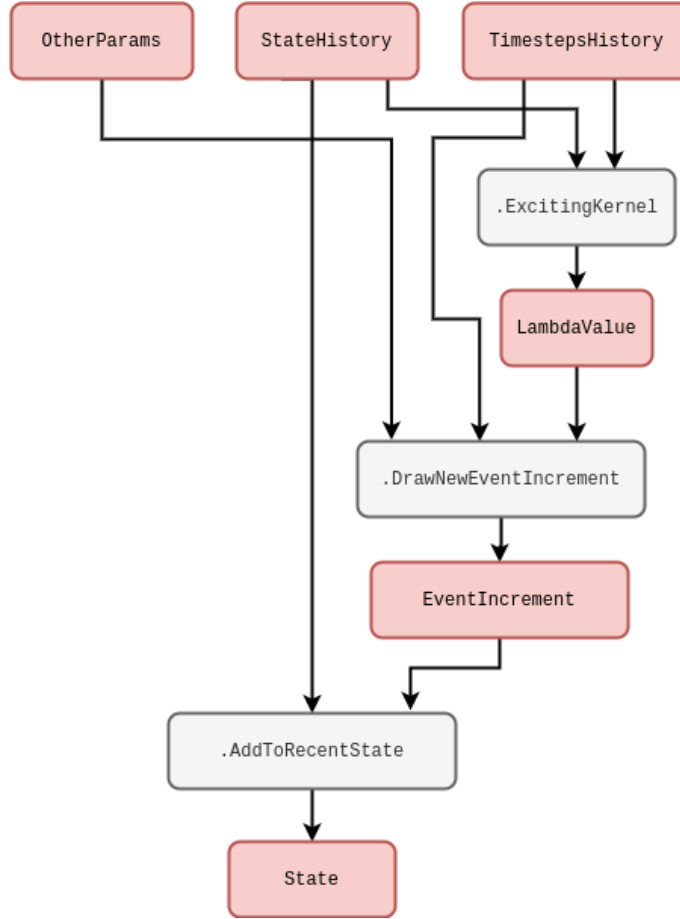 OtherParams
StateHistory
TimestepsHistory
.ExcitingKernel
LambdaValue
.DrawNewEventIncrement
EventIncrement
.AddToRecentState
State